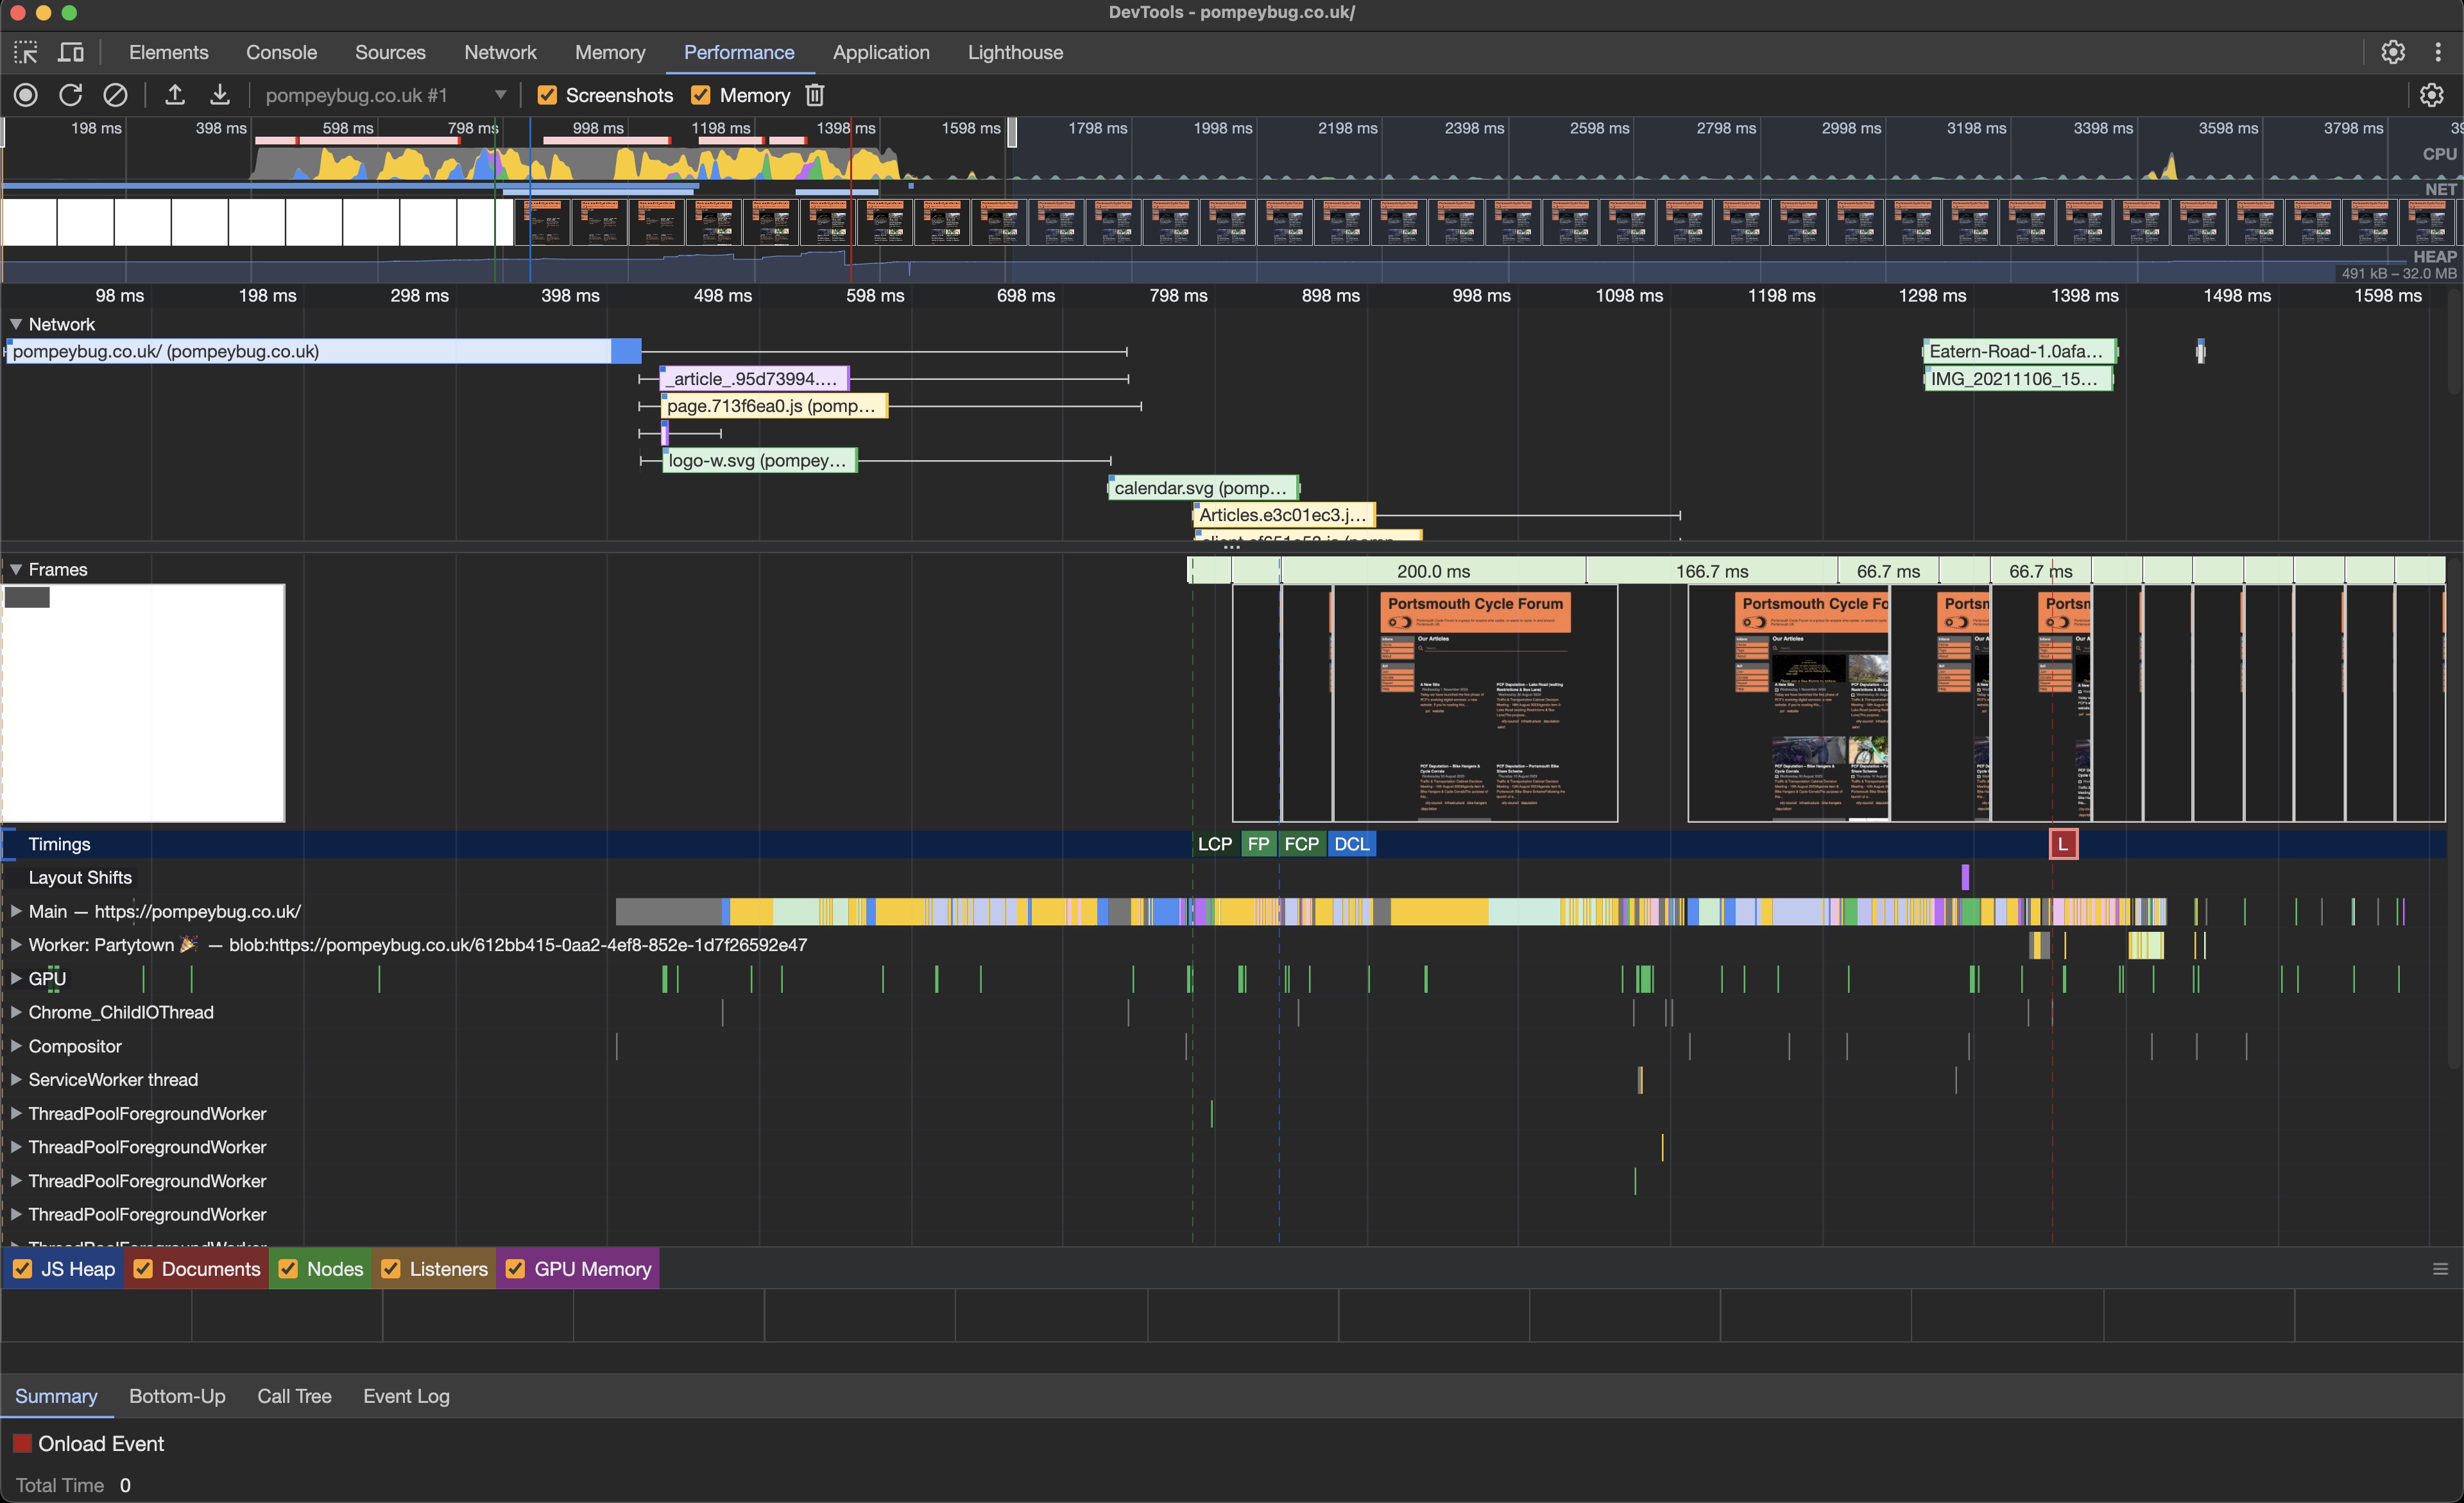 DevTools - pompeybug.co.uk/
Elements Console Sources Network Memory Performance Application Lighthouse
pompeybug.co.uk #1 Screenshots Memory
198 ms 398 ms 598 ms 798 ms 998 ms 1198 ms 1398 ms 1598 ms 1798 ms 1998 ms 2198 ms 2398 ms 2598 ms 2798 ms 2998 ms 3198 ms 3398 ms 3598 ms 3798 ms
CPU
NET
HEAP
491 kB – 32.0 MB
98 ms 198 ms 298 ms 398 ms 498 ms 598 ms 698 ms 798 ms 898 ms 998 ms 1098 ms 1198 ms 1298 ms 1398 ms 1498 ms 1598 ms
Network
pompeybug.co.uk/ (pompeybug.co.uk) Eatern-Road-1.0afa...
_article_.95d73994.... IMG_20211106_15...
page.713f6ea0.js (pomp...
logo-w.svg (pompey...
calendar.svg (pomp...
Articles.e3c01ec3.j...
Frames 200.0 ms 166.7 ms 66.7 ms 66.7 ms
Portsmouth Cycle Forum Portsmouth Cycle Fo Portsn Portsn
Our Articles Our Articles
Timings LCP FP FCP DCL L
Layout Shifts
Main — https://pompeybug.co.uk/
Worker: Partytown 🎉 — blob:https://pompeybug.co.uk/612bb415-0aa2-4ef8-852e-1d7f26592e47
GPU
Chrome_ChildIOThread
Compositor
ServiceWorker thread
ThreadPoolForegroundWorker
ThreadPoolForegroundWorker
ThreadPoolForegroundWorker
ThreadPoolForegroundWorker
JS Heap Documents Nodes Listeners GPU Memory
Summary Bottom-Up Call Tree Event Log
Onload Event
Total Time 0